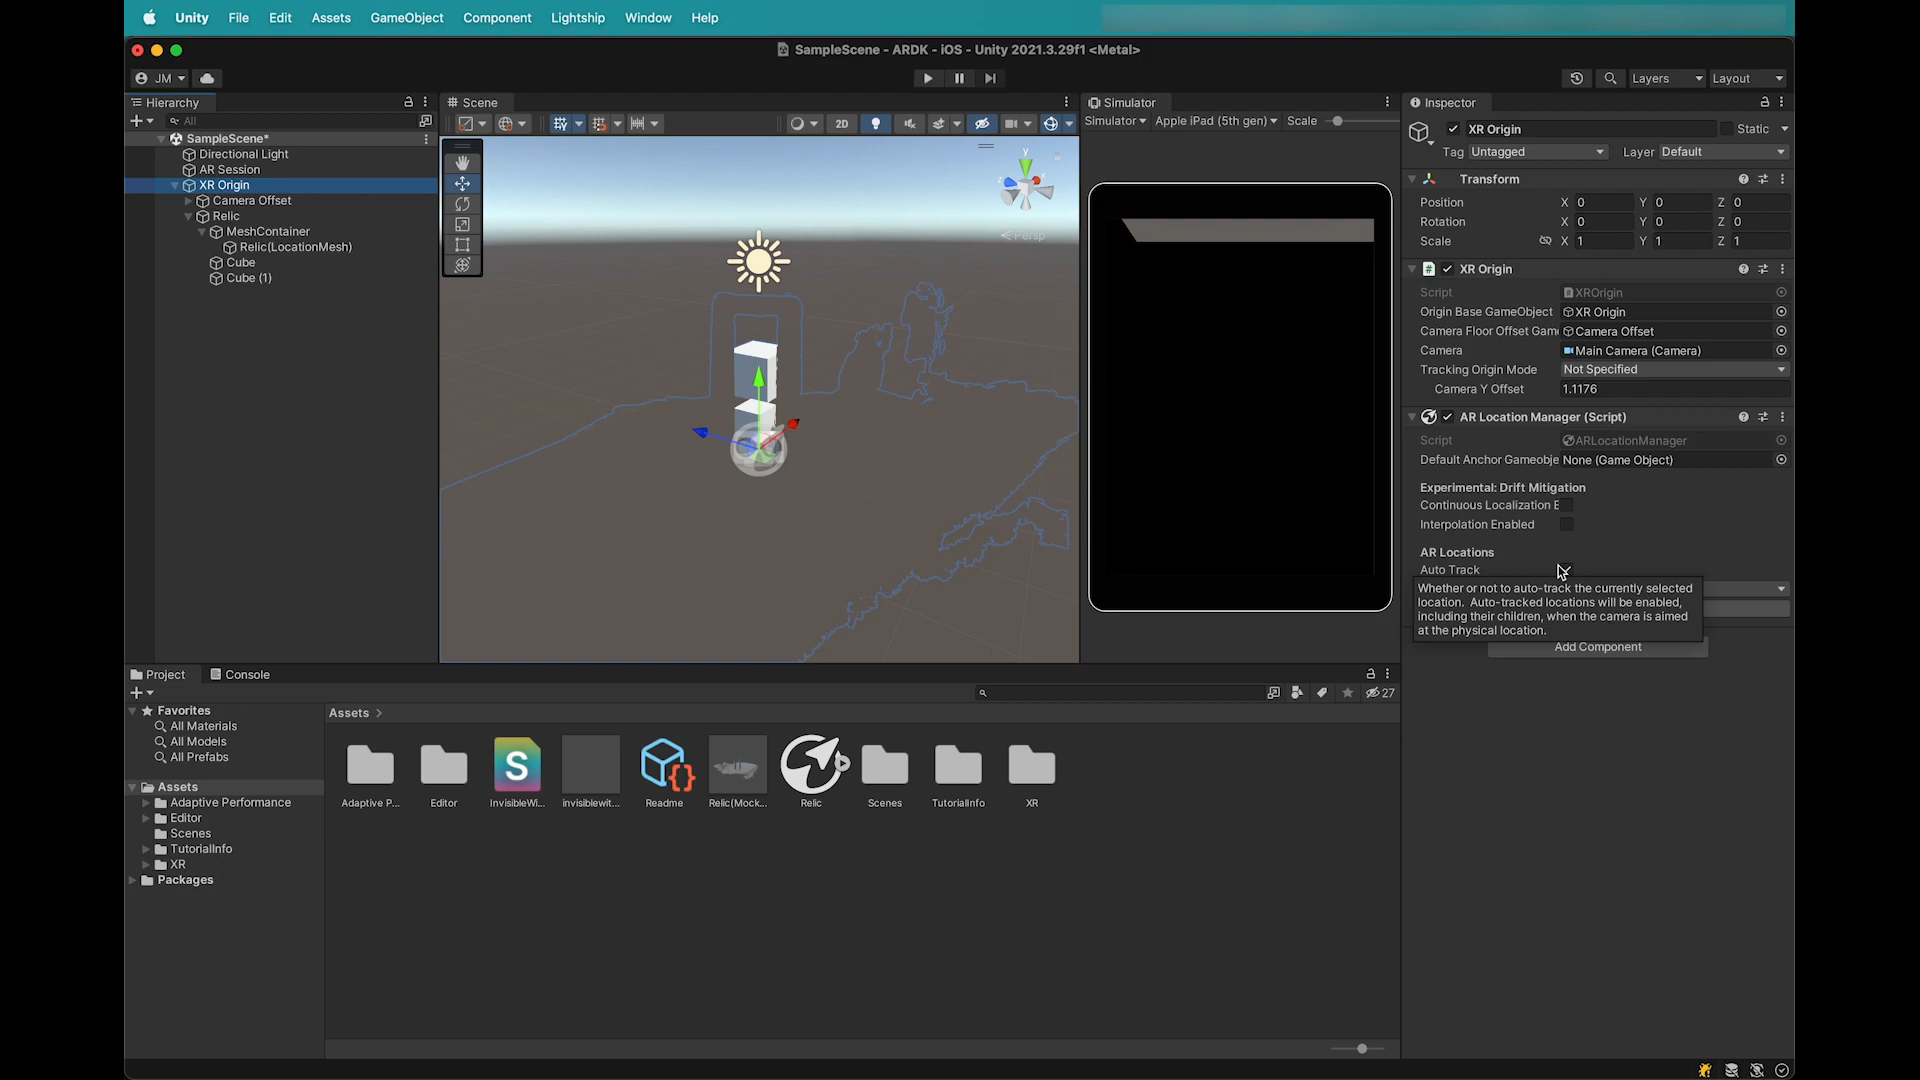 Unity File Edit Assets GameObject Component Lightship Window Help
SampleScene - ARDK - iOS - Unity 2021.3.29f1 <Metal>
JM
Layers
Layout
Hierarchy
All
SampleScene*
Directional Light
AR Session
XR Origin
Camera Offset
Relic
MeshContainer
Relic(LocationMesh)
Cube
Cube (1)
Scene
2D
y
x
z
Persp
Simulator
Simulator Apple iPad (5th gen) Scale
Inspector
XR Origin Static
Tag Untagged Layer Default
Transform
Position X 0 Y 0 Z 0
Rotation X 0 Y 0 Z 0
Scale X 1 Y 1 Z 1
XR Origin
Script XROrigin
Origin Base GameObject XR Origin
Camera Floor Offset Game Camera Offset
Camera Main Camera (Camera)
Tracking Origin Mode Not Specified
Camera Y Offset 1.1176
AR Location Manager (Script)
Script ARLocationManager
Default Anchor Gameobje None (Game Object)
Experimental: Drift Mitigation
Continuous Localization E
Interpolation Enabled
AR Locations
Auto Track
Whether or not to auto-track the currently selected
location. Auto-tracked locations will be enabled,
including their children, when the camera is aimed
at the physical location.
Add Component
Project Console
27
Favorites
All Materials
All Models
All Prefabs
Assets
Adaptive Performance
Editor
Scenes
TutorialInfo
XR
Packages
Assets >
Adaptive P...
Editor
S
InvisibleWi...
invisiblewit...
Readme
Relic(Mock...
Relic
Scenes
TutorialInfo
XR